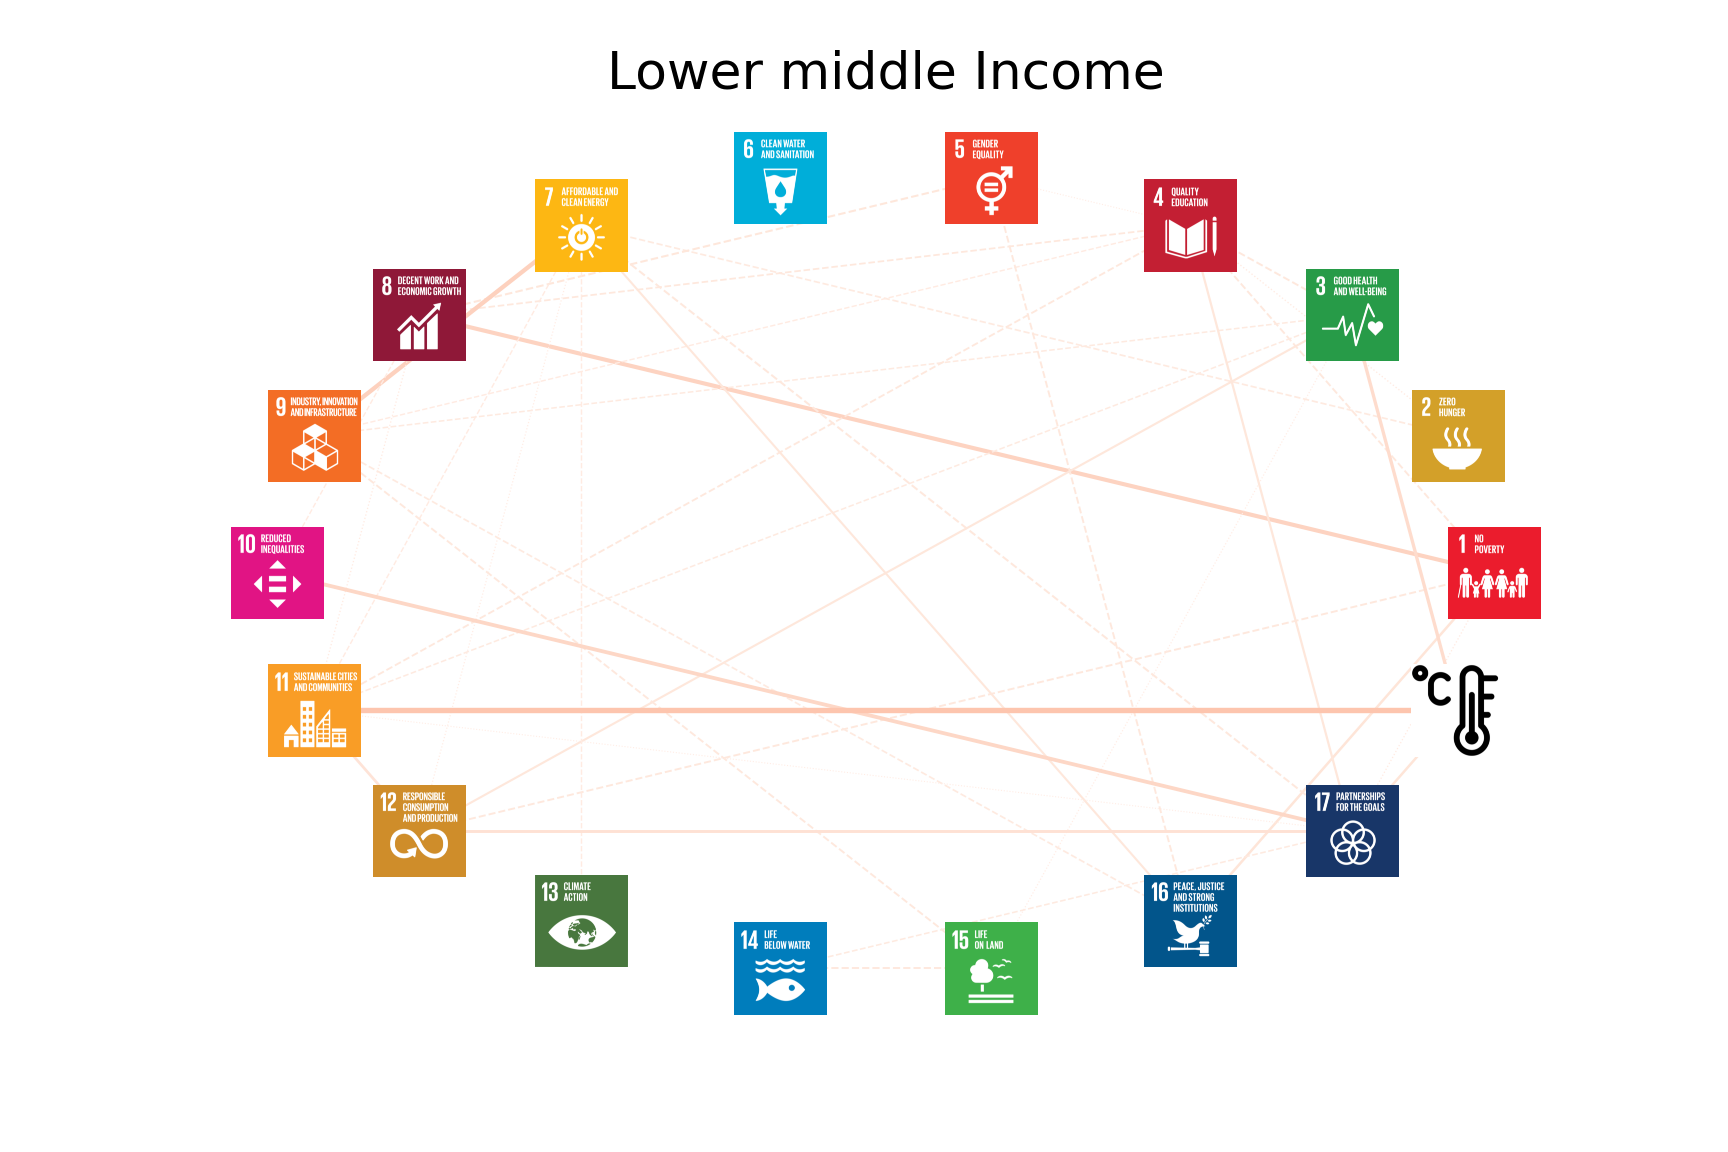 Lower middle Income
6 CLEAN WATER
AND SANITATION
5 GENDER
EQUALITY
7 AFFORDABLE AND
CLEAN ENERGY
4 QUALITY
EDUCATION
8 DECENT WORK AND
ECONOMIC GROWTH
3 GOOD HEALTH
AND WELL-BEING
9 INDUSTRY, INNOVATION
AND INFRASTRUCTURE
2 ZERO
HUNGER
10 REDUCED
INEQUALITIES
1 NO
POVERTY
11 SUSTAINABLE CITIES
AND COMMUNITIES
°C
12 RESPONSIBLE
CONSUMPTION
AND PRODUCTION
17 PARTNERSHIPS
FOR THE GOALS
13 CLIMATE
ACTION
16 PEACE, JUSTICE
AND STRONG
INSTITUTIONS
14 LIFE
BELOW WATER
15 LIFE
ON LAND